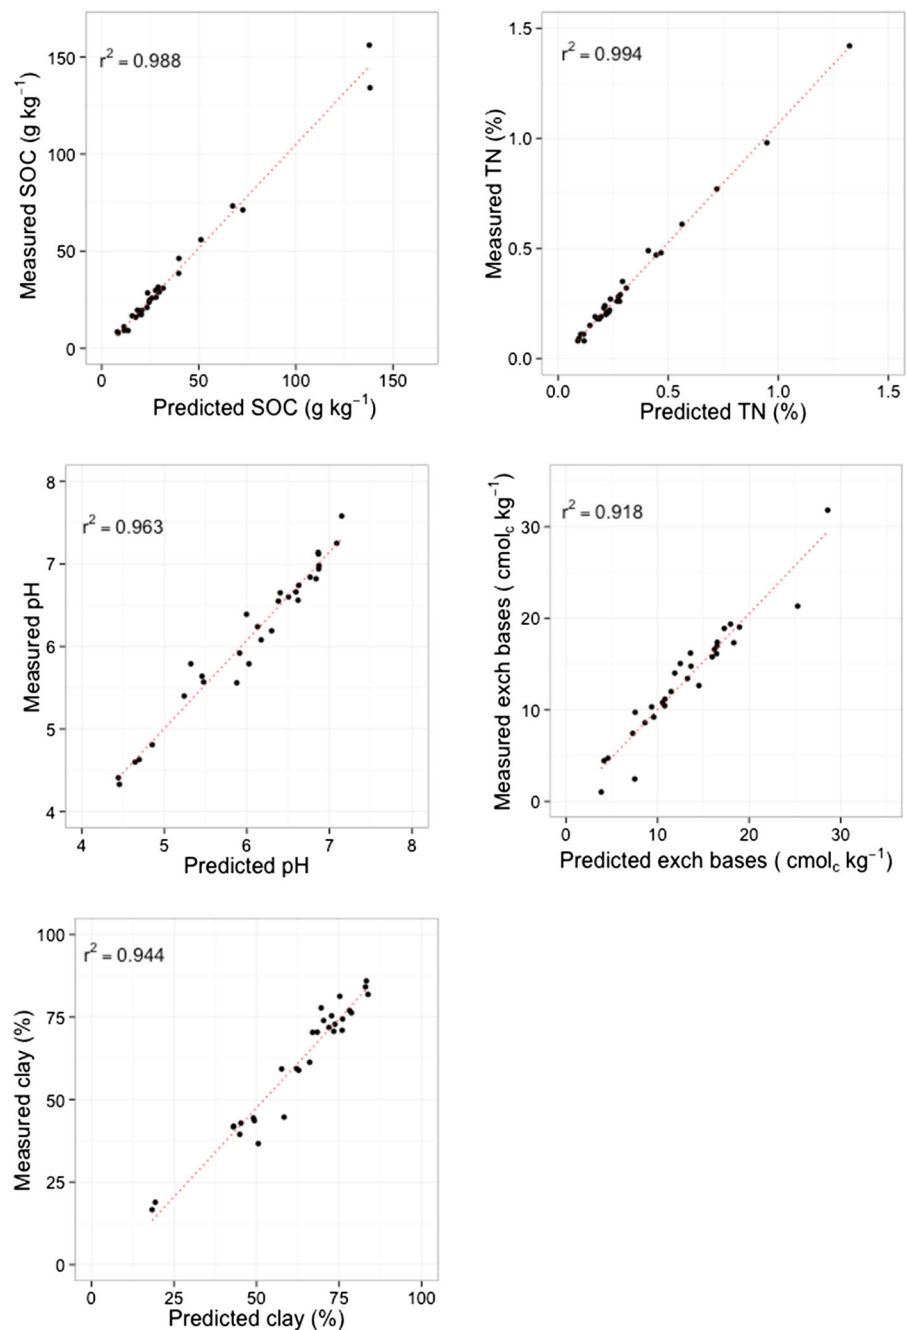 r² = 0.988
150
100
50
0
Measured SOC (g kg⁻¹)
0 50 100 150
Predicted SOC (g kg⁻¹)
r² = 0.994
1.5
1.0
0.5
0.0
Measured TN (%)
0.0 0.5 1.0 1.5
Predicted TN (%)
r² = 0.963
8
7
6
5
4
Measured pH
4 5 6 7 8
Predicted pH
r² = 0.918
30
20
10
0
Measured exch bases ( cmol꜀ kg⁻¹)
0 10 20 30
Predicted exch bases ( cmol꜀ kg⁻¹)
r² = 0.944
100
75
50
25
0
Measured clay (%)
0 25 50 75 100
Predicted clay (%)